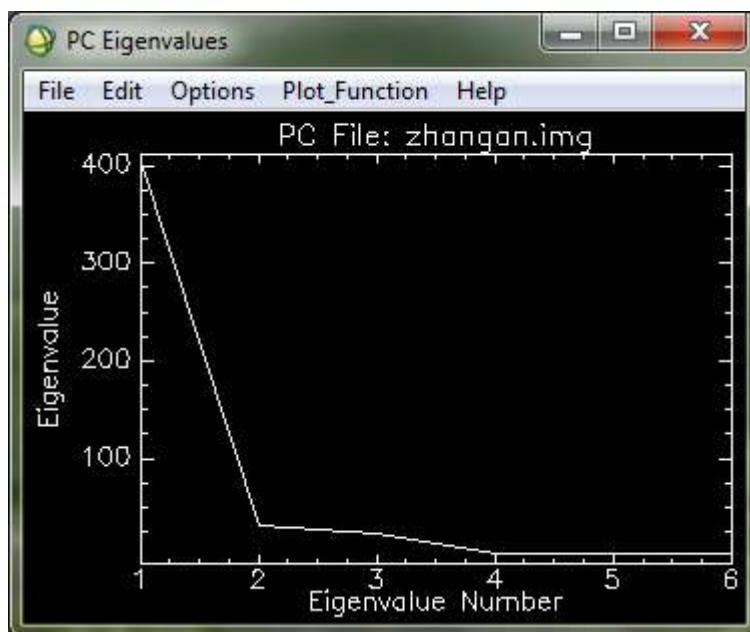 PC Eigenvalues
File Edit Options Plot_Function Help
PC File: zhangan.img
400
300
200
100
Eigenvalue
1 2 3 4 5 6
Eigenvalue Number